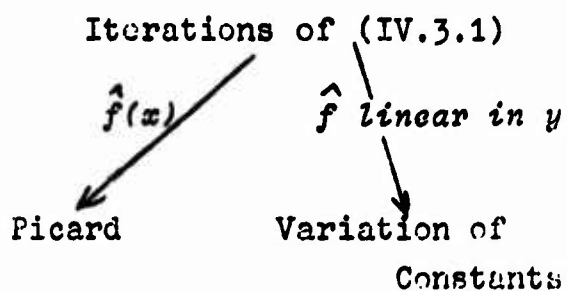 Iterations of (IV.3.1)
f̂(x)
f̂ linear in y
Picard
Variation of
Constants